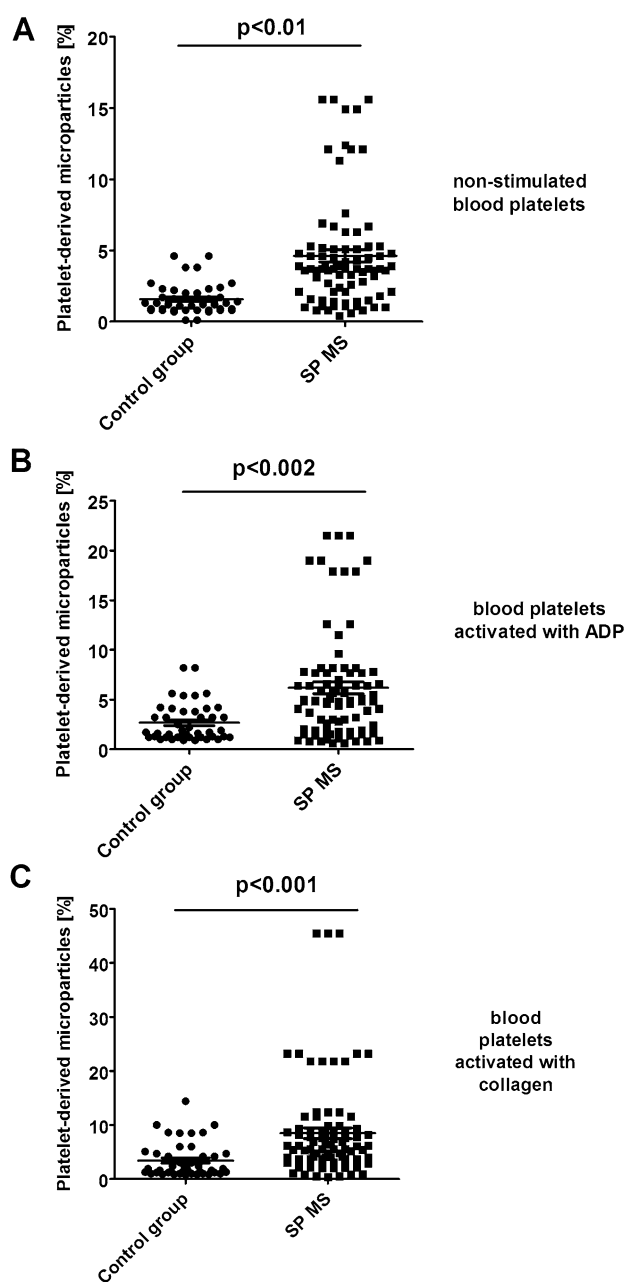 A
p<0.01
Platelet-derived microparticles [%]
20
15
10
5
0
Control group
SP MS
non-stimulated
blood platelets
B
p<0.002
Platelet-derived microparticles [%]
25
20
15
10
5
0
Control group
SP MS
blood platelets
activated with ADP
C
p<0.001
Platelet-derived microparticles [%]
50
40
30
20
10
0
Control group
SP MS
blood
platelets
activated with
collagen